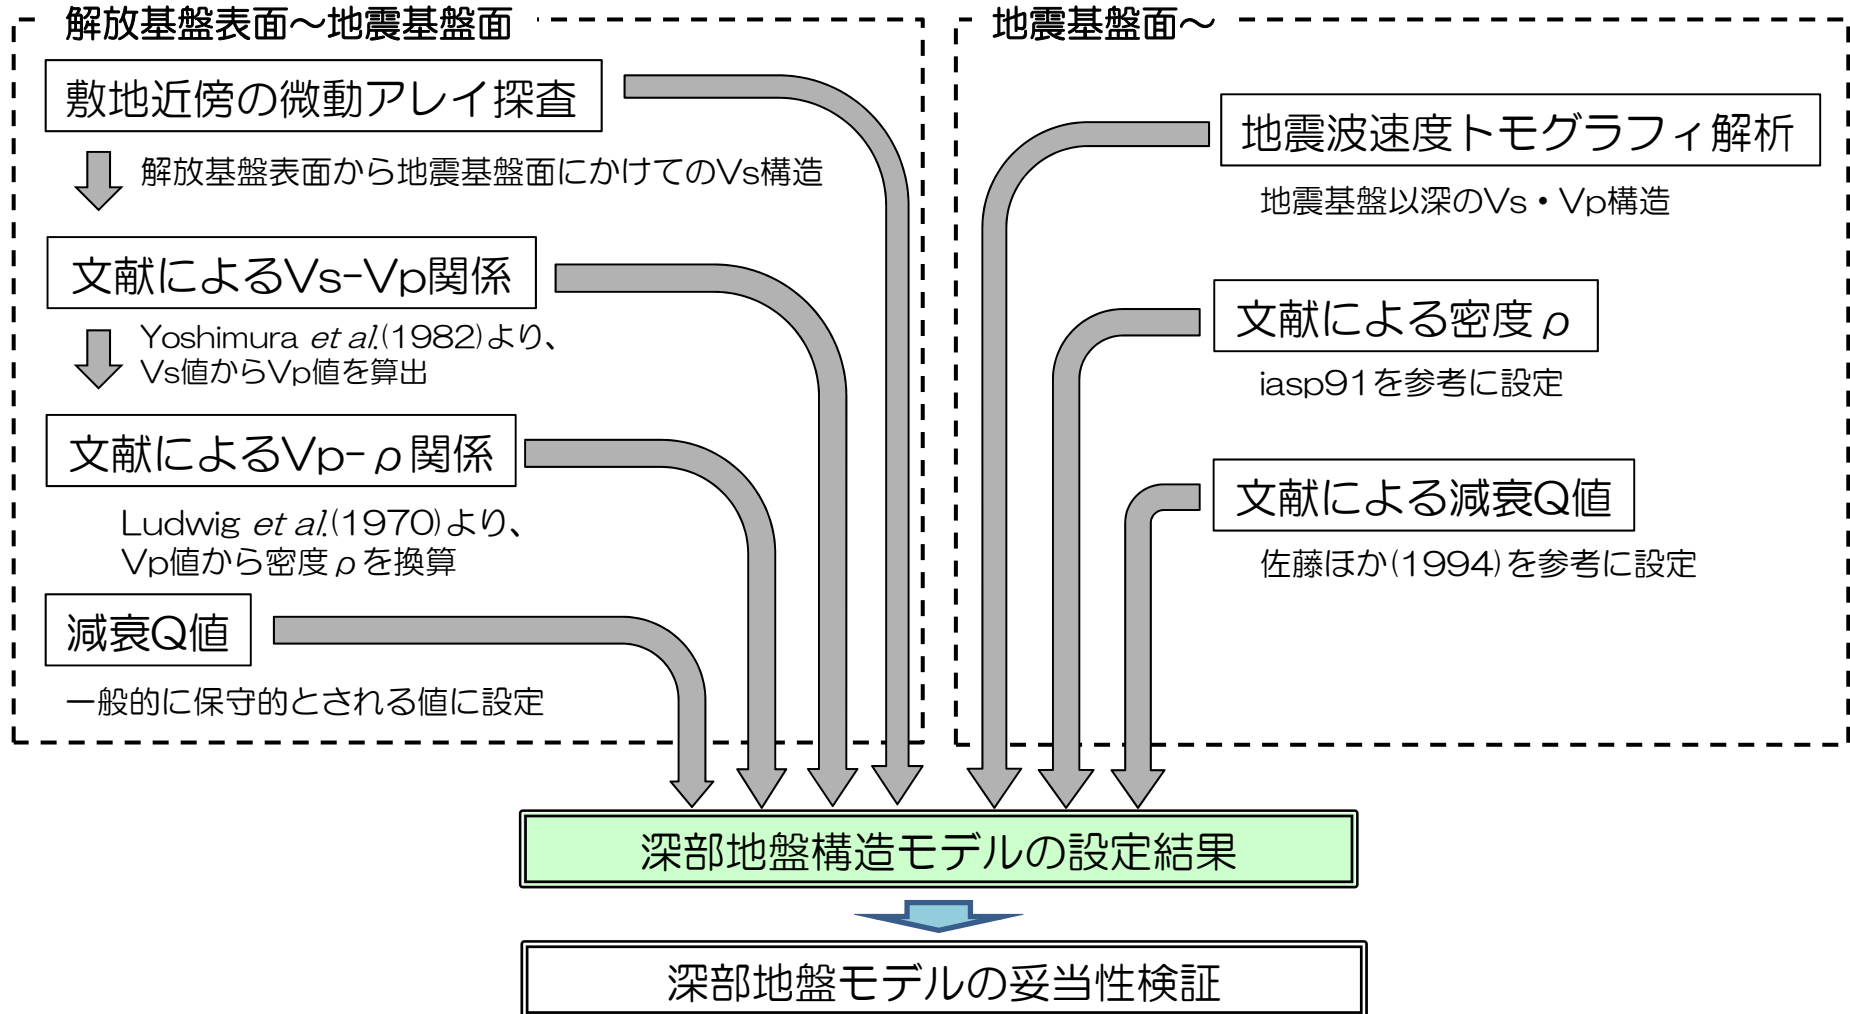 解放基盤表面～地震基盤面
敷地近傍の微動アレイ探査
解放基盤表面から地震基盤面にかけてのVs構造
文献によるVs-Vp関係
Yoshimura et al.(1982)より、
Vs値からVp値を算出
文献によるVp-ρ関係
Ludwig et al.(1970)より、
Vp値から密度ρを換算
減衰Q値
一般的に保守的とされる値に設定
地震基盤面～
地震波速度トモグラフィ解析
地震基盤以深のVs・Vp構造
文献による密度ρ
iasp91を参考に設定
文献による減衰Q値
佐藤ほか(1994)を参考に設定
深部地盤構造モデルの設定結果
深部地盤モデルの妥当性検証